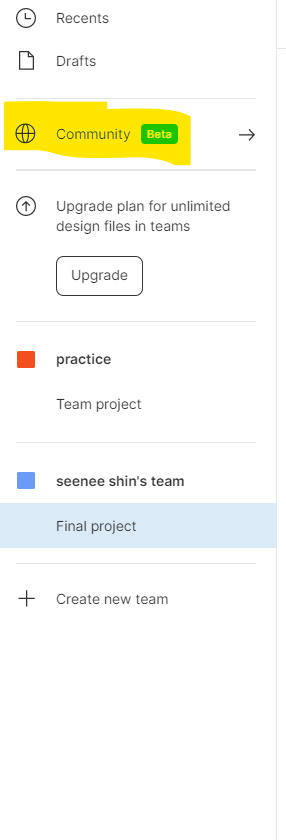 Recents
Drafts
Community Beta
Upgrade plan for unlimited
design files in teams
Upgrade
practice
Team project
seenee shin's team
Final project
Create new team